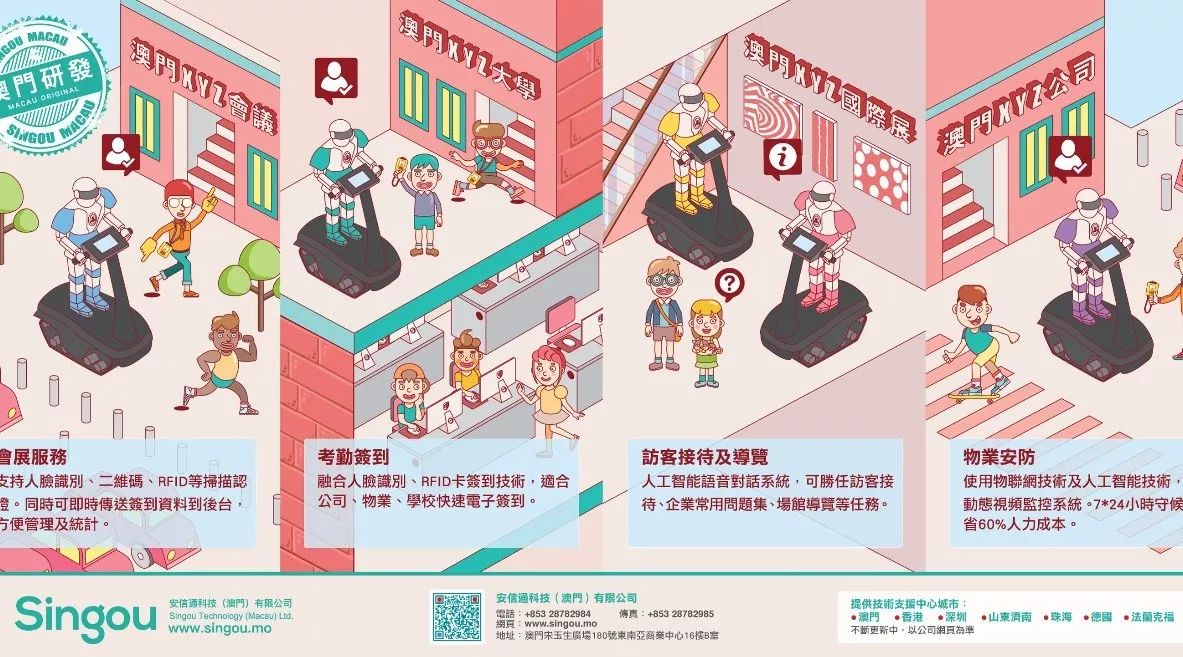 SINGOU MACAU
澳門研發
MACAU ORIGINAL
SINGOU MACAU
澳門XYZ會議
澳門XYZ大學
澳門XYZ國際展
澳門XYZ公司
會展服務
支持人臉識別、二維碼、RFID等掃描認
證。同時可即時傳送簽到資料到後台，
方便管理及統計。
考勤簽到
融合人臉識別、RFID卡簽到技術，適合
公司、物業、學校快速電子簽到。
訪客接待及導覽
人工智能語音對話系統，可勝任訪客接
待、企業常用問題集、場館導覽等任務。
物業安防
使用物聯網技術及人工智能技術，
動態視頻監控系統。7*24小時守候
省60%人力成本。
Singou
安信通科技（澳門）有限公司
Singou Technology (Macau) Ltd.
www.singou.mo
安信通科技（澳門）有限公司
電話：+853 28782984 傳真：+853 28782985
網頁：www.singou.mo
地址：澳門宋玉生廣場180號東南亞商業中心16樓B室
提供技術支援中心城市：
●澳門 ●香港 ●深圳 ●山東濟南 ●珠海 ●德國 ●法蘭克福
不斷更新中，以公司網頁為準